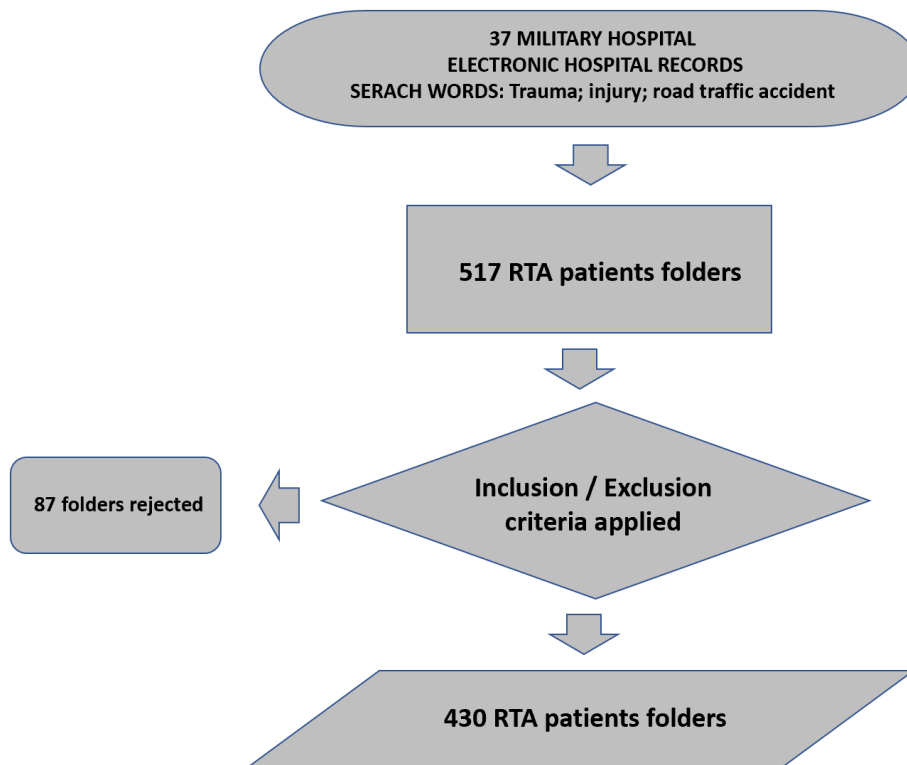 37 MILITARY HOSPITAL
ELECTRONIC HOSPITAL RECORDS
SERACH WORDS: Trauma; injury; road traffic accident
517 RTA patients folders
Inclusion / Exclusion
criteria applied
87 folders rejected
430 RTA patients folders